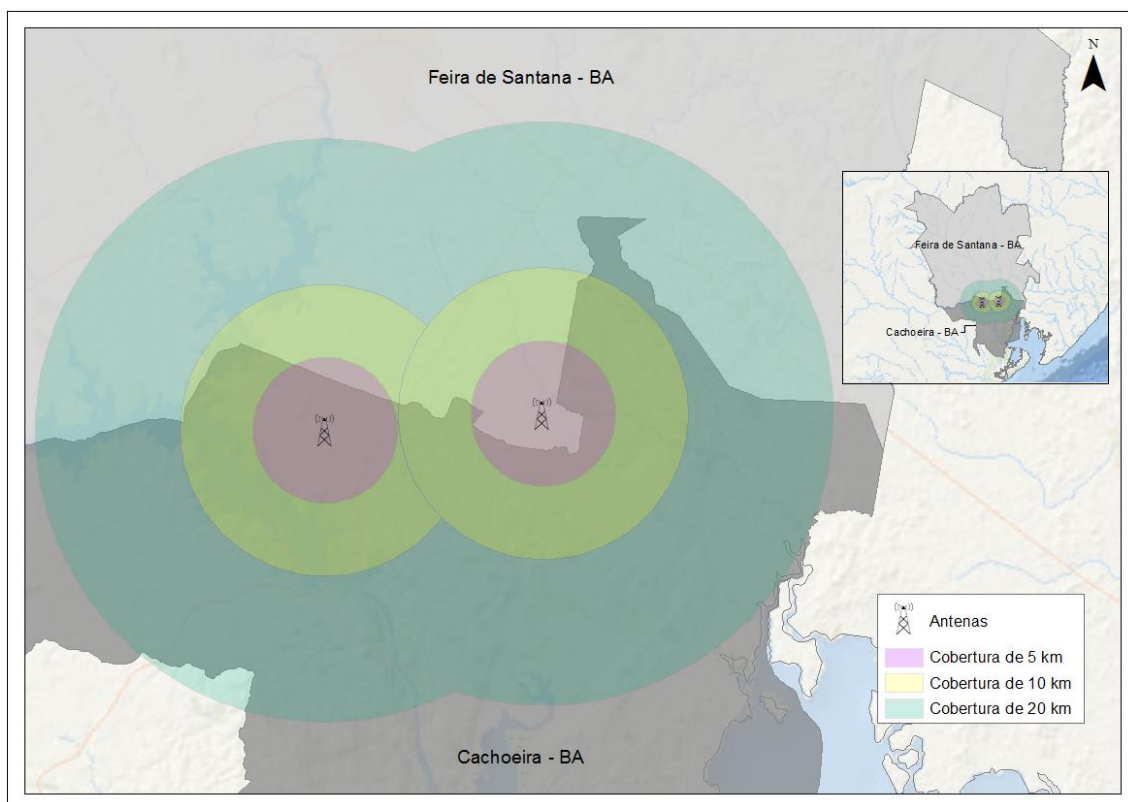 Feira de Santana - BA
N
Feira de Santana - BA
Cachoeira - BA
Antenas
Cobertura de 5 km
Cobertura de 10 km
Cobertura de 20 km
Cachoeira - BA